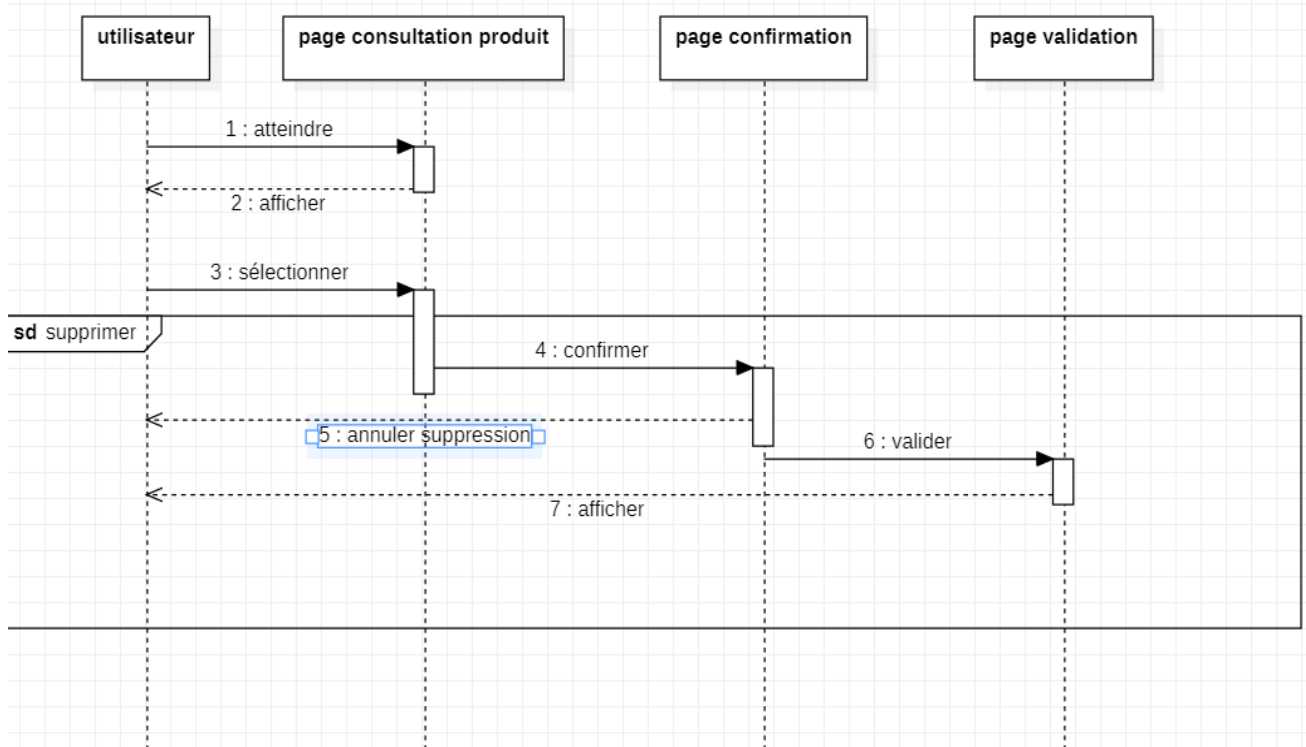 utilisateur
page consultation produit
page confirmation
page validation
1 : atteindre
2 : afficher
3 : sélectionner
sd supprimer
4 : confirmer
5 : annuler suppression
6 : valider
7 : afficher